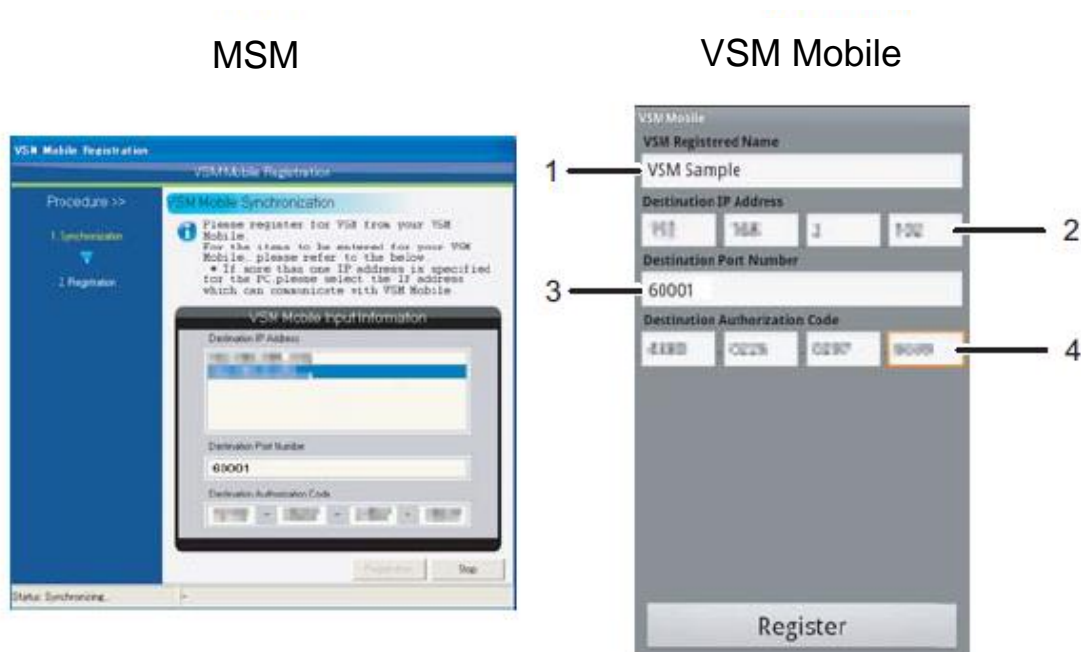 MSM
VSM Mobile
VSM Mobile Registration
VSM Mobile Registration
Procedure >>
1. Synchronization
2. Registration
VSM Mobile Synchronization
Please register for VSM from your VSM
Mobile.
For the items to be entered for your VSM
Mobile, please refer to the below
* If more than one IP address is specified
for the PC,please select the IP address
which can communicate with VSM Mobile
VSM Mobile Input Information
Destination IP Address
Destination Port Number
60001
Destination Authorization Code
- - -
Registration
Stop
Status: Synchronizing..
VSM Mobile
VSM Registered Name
1
VSM Sample
Destination IP Address
2
Destination Port Number
3
60001
Destination Authorization Code
4
Register